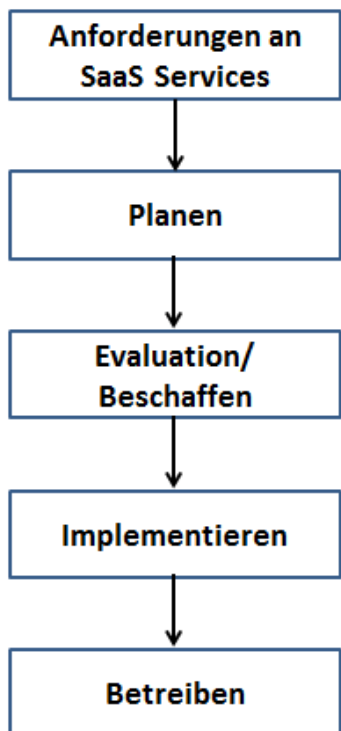 Anforderungen an
SaaS Services
Planen
Evaluation/
Beschaffen
Implementieren
Betreiben